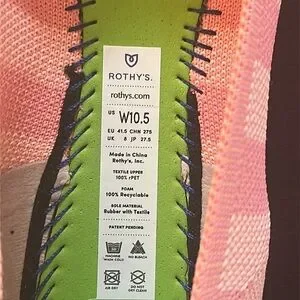 ROTHY'S.
rothys.com
US W10.5
EU 41.5 CHN 275
UK 8 JP 27.5
Made in China
Rothy's, Inc.
TEXTILE UPPER
100% rPET
FOAM
100% Recyclable
SOLE MATERIAL
Rubber with Textile
PATENT PENDING
MACHINE WASH COLD
NO BLEACH
AIR DRY
DO NOT DRY CLEAN